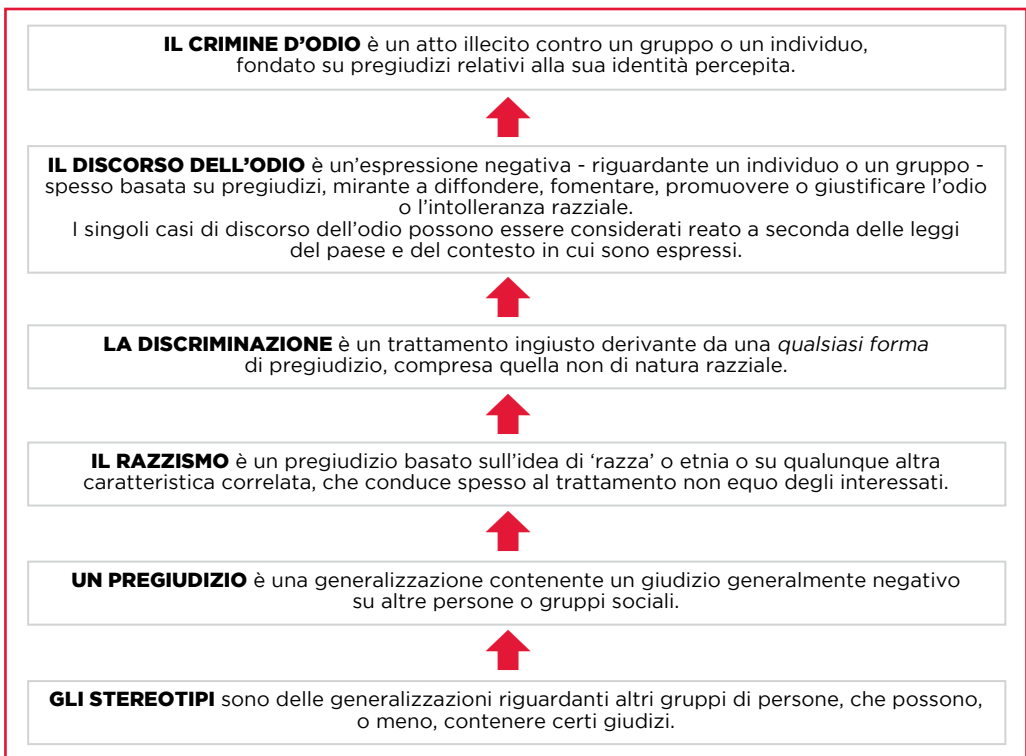 IL CRIMINE D’ODIO è un atto illecito contro un gruppo o un individuo,
fondato su pregiudizi relativi alla sua identità percepita.
IL DISCORSO DELL’ODIO è un’espressione negativa - riguardante un individuo o un gruppo -
spesso basata su pregiudizi, mirante a diffondere, fomentare, promuovere o giustificare l’odio
o l’intolleranza razziale.
I singoli casi di discorso dell’odio possono essere considerati reato a seconda delle leggi
del paese e del contesto in cui sono espressi.
LA DISCRIMINAZIONE è un trattamento ingiusto derivante da una qualsiasi forma
di pregiudizio, compresa quella non di natura razziale.
IL RAZZISMO è un pregiudizio basato sull’idea di ‘razza’ o etnia o su qualunque altra
caratteristica correlata, che conduce spesso al trattamento non equo degli interessati.
UN PREGIUDIZIO è una generalizzazione contenente un giudizio generalmente negativo
su altre persone o gruppi sociali.
GLI STEREOTIPI sono delle generalizzazioni riguardanti altri gruppi di persone, che possono,
o meno, contenere certi giudizi.